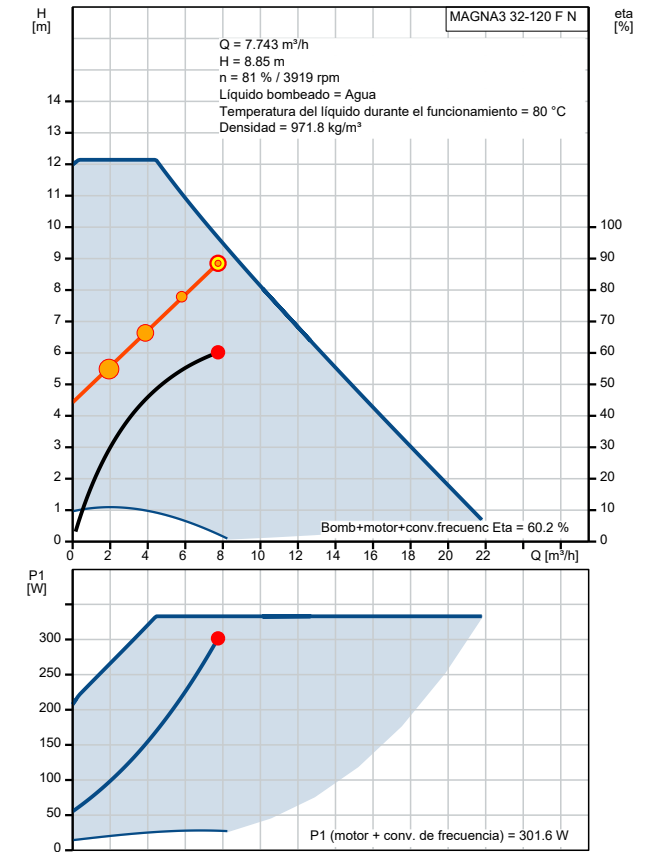 H
[m]
MAGNA3 32-120 F N
eta
[%]
Q = 7.743 m³/h
H = 8.85 m
n = 81 % / 3919 rpm
Líquido bombeado = Agua
Temperatura del líquido durante el funcionamiento = 80 °C
Densidad = 971.8 kg/m³
14
13
12
11
10
9
8
7
6
5
4
3
2
1
0
100
90
80
70
60
50
40
30
20
10
0
Bomb+motor+conv.frecuenc Eta = 60.2 %
0 2 4 6 8 10 12 14 16 18 20 22 Q [m³/h]
P1
[W]
300
250
200
150
100
50
0
P1 (motor + conv. de frecuencia) = 301.6 W